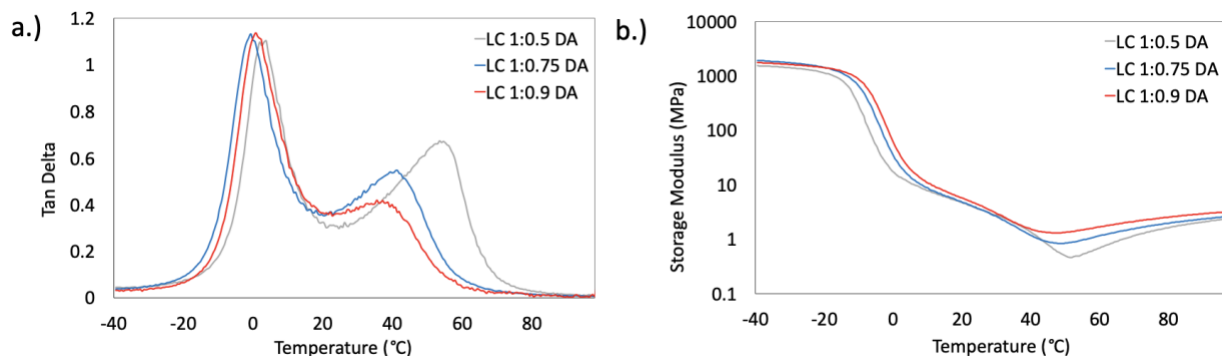 a.)
Tan Delta
1.2
1
0.8
0.6
0.4
0.2
0
-40
-20
0
20
40
60
80
Temperature (°C)
LC 1:0.5 DA
LC 1:0.75 DA
LC 1:0.9 DA
b.)
Storage Modulus (MPa)
10000
1000
100
10
1
0.1
-40
-20
0
20
40
60
80
Temperature (°C)
LC 1:0.5 DA
LC 1:0.75 DA
LC 1:0.9 DA